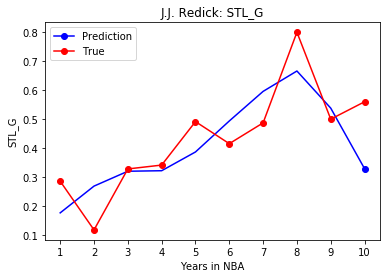 J.J. Redick: STL_G
Prediction
True
0.8
0.7
0.6
0.5
0.4
0.3
0.2
0.1
STL_G
1 2 3 4 5 6 7 8 9 10
Years in NBA